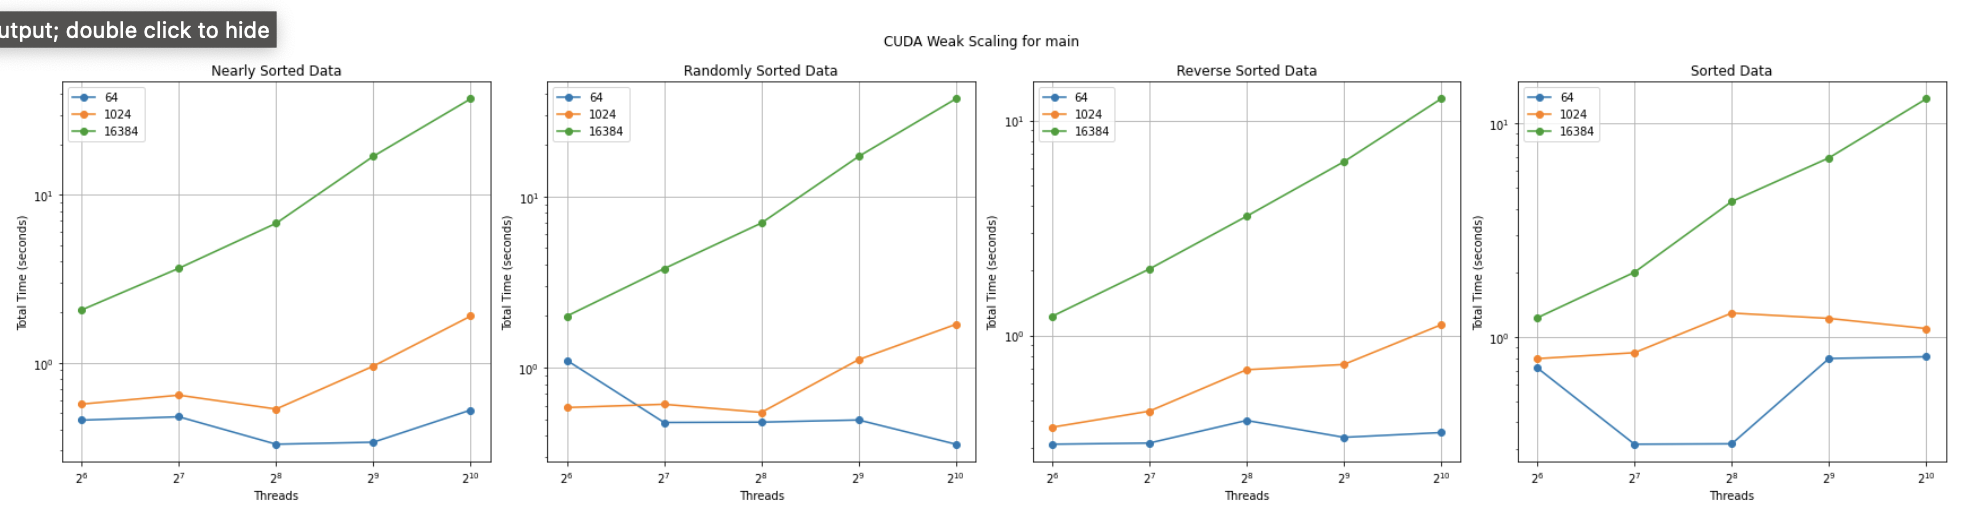 utput; double click to hide
CUDA Weak Scaling for main
Nearly Sorted Data
64
1024
16384
10¹
10⁰
Total Time (seconds)
2⁶ 2⁷ 2⁸ 2⁹ 2¹⁰
Threads
Randomly Sorted Data
64
1024
16384
10¹
10⁰
Total Time (seconds)
2⁶ 2⁷ 2⁸ 2⁹ 2¹⁰
Threads
Reverse Sorted Data
64
1024
16384
10¹
10⁰
Total Time (seconds)
2⁶ 2⁷ 2⁸ 2⁹ 2¹⁰
Threads
Sorted Data
64
1024
16384
10¹
10⁰
Total Time (seconds)
2⁶ 2⁷ 2⁸ 2⁹ 2¹⁰
Threads